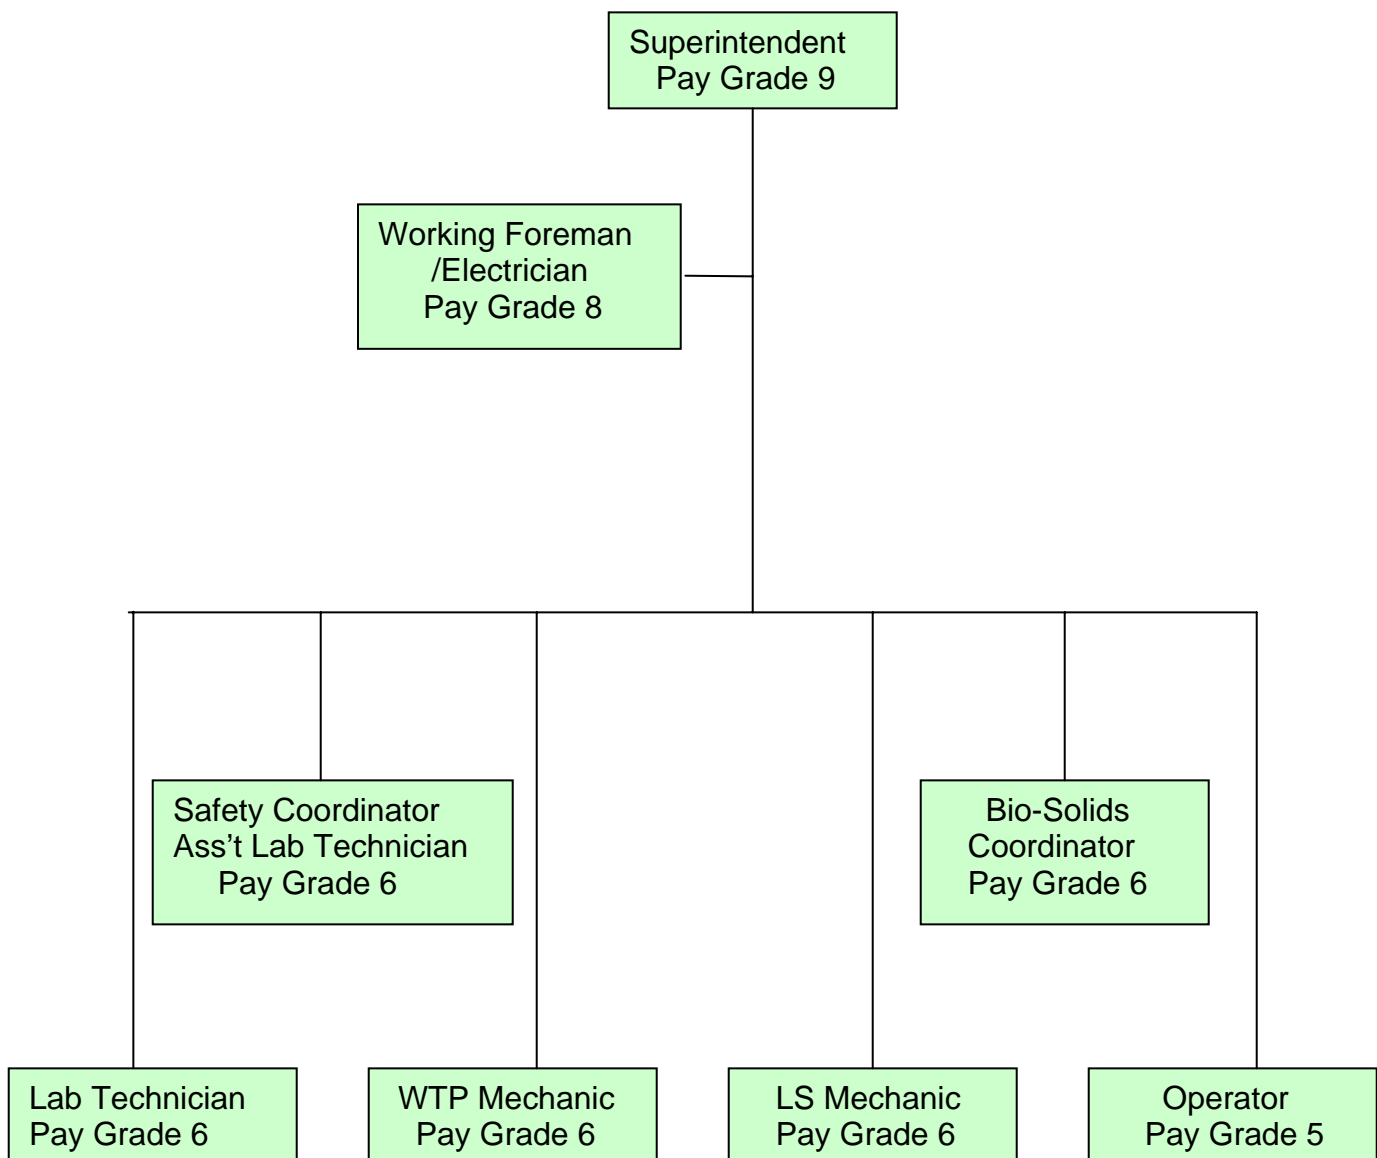 Superintendent
Pay Grade 9
Working Foreman
/Electrician
Pay Grade 8
Safety Coordinator
Ass’t Lab Technician
Pay Grade 6
Bio-Solids
Coordinator
Pay Grade 6
Lab Technician
Pay Grade 6
WTP Mechanic
Pay Grade 6
LS Mechanic
Pay Grade 6
Operator
Pay Grade 5